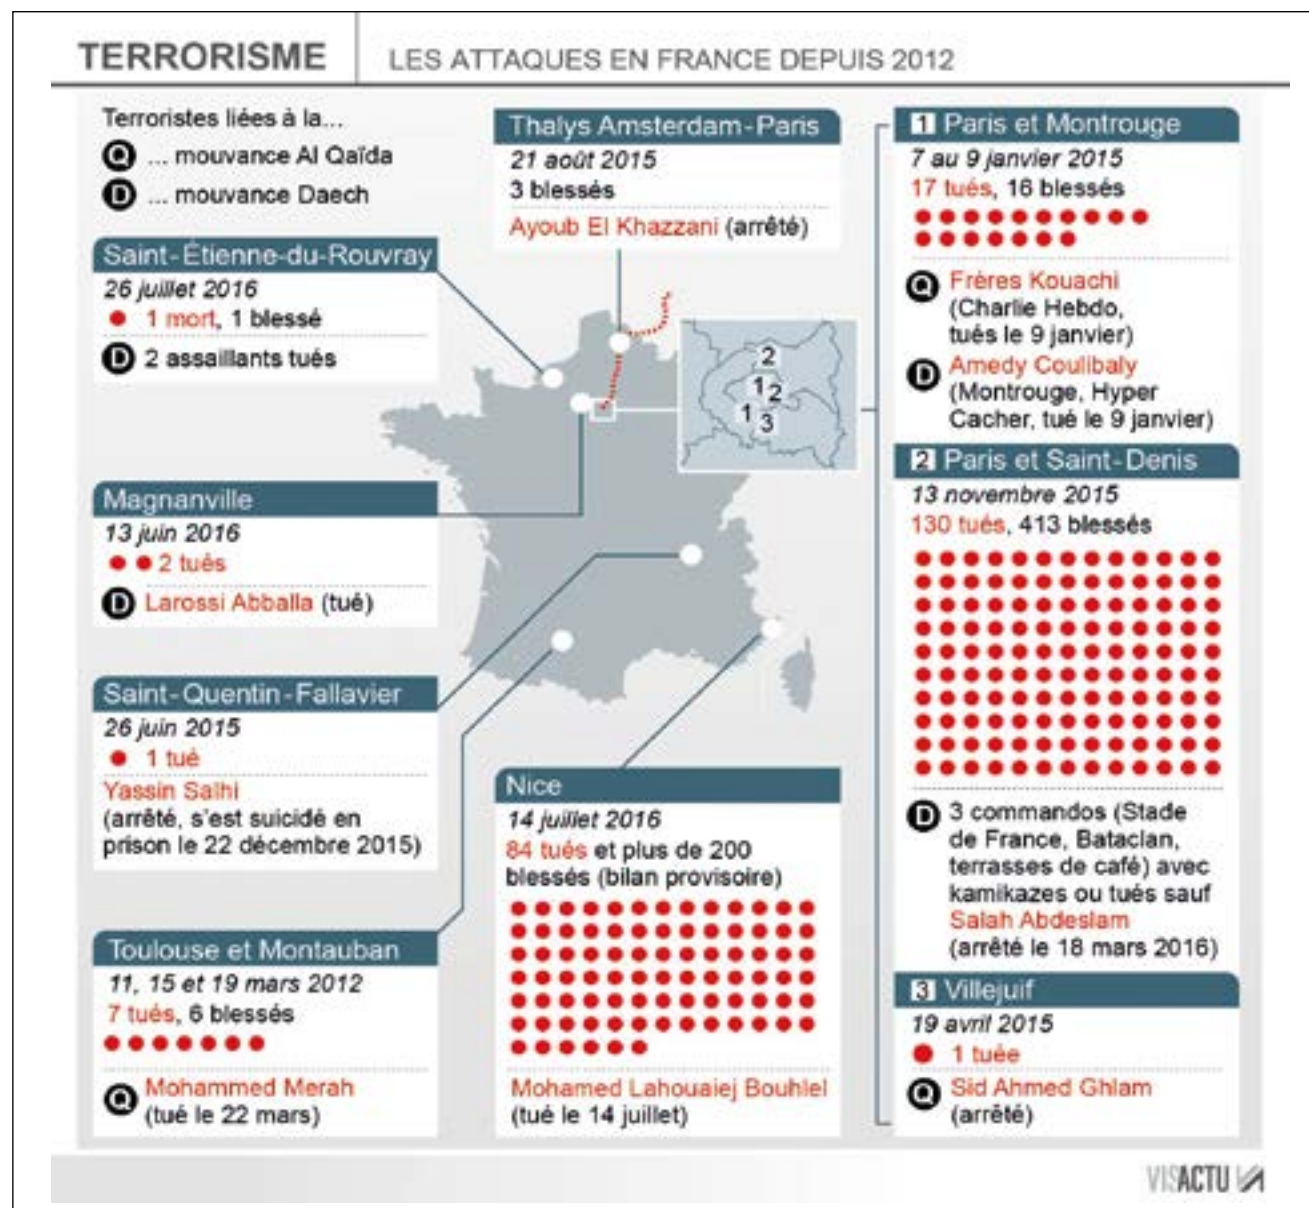 TERRORISME
LES ATTAQUES EN FRANCE DEPUIS 2012
Terroristes liées à la...
Q ... mouvance Al Qaïda
D ... mouvance Daech
Saint-Étienne-du-Rouvray
26 juillet 2016
1 mort, 1 blessé
D 2 assaillants tués
Magnanville
13 juin 2016
2 tués
D Larossi Abballa (tué)
Saint-Quentin-Fallavier
26 juin 2015
1 tué
Yassin Salhi
(arrêté, s'est suicidé en
prison le 22 décembre 2015)
Toulouse et Montauban
11, 15 et 19 mars 2012
7 tués, 6 blessés
Q Mohammed Merah
(tué le 22 mars)
Thalys Amsterdam-Paris
21 août 2015
3 blessés
Ayoub El Khazzani (arrêté)
2
1 2
1 3
Nice
14 juillet 2016
84 tués et plus de 200
blessés (bilan provisoire)
Mohamed Lahouaiej Bouhlel
(tué le 14 juillet)
1 Paris et Montrouge
7 au 9 janvier 2015
17 tués, 16 blessés
Q Frères Kouachi
(Charlie Hebdo,
tués le 9 janvier)
D Amedy Coulibaly
(Montrouge, Hyper
Cacher, tué le 9 janvier)
2 Paris et Saint-Denis
13 novembre 2015
130 tués, 413 blessés
D 3 commandos (Stade
de France, Bataclan,
terrasses de café) avec
kamikazes ou tués sauf
Salah Abdeslam
(arrêté le 18 mars 2016)
3 Villejuif
19 avril 2015
1 tuée
Q Sid Ahmed Ghlam
(arrêté)
VISACTU